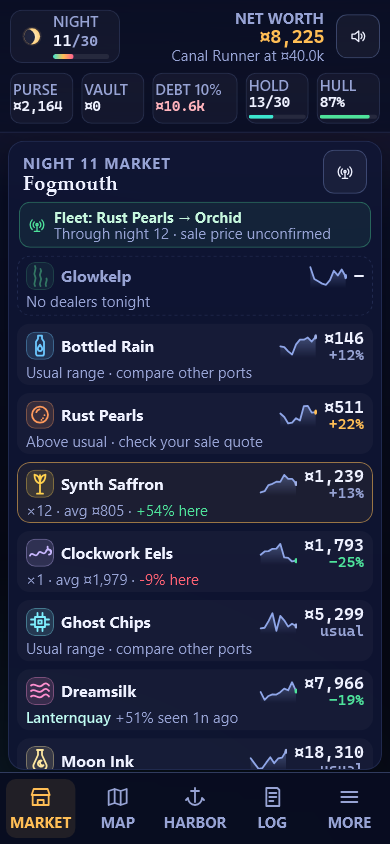 NIGHT
11/30
NET WORTH
¤8,225
Canal Runner at ¤40.0k
PURSE
¤2,164
VAULT
¤0
DEBT 10%
¤10.6k
HOLD
13/30
HULL
87%
NIGHT 11 MARKET
Fogmouth
Fleet: Rust Pearls → Orchid
Through night 12 · sale price unconfirmed
Glowkelp
–
No dealers tonight
Bottled Rain
¤146
+12%
Usual range · compare other ports
Rust Pearls
¤511
+22%
Above usual · check your sale quote
Synth Saffron
¤1,239
+13%
×12 · avg ¤805 · +54% here
Clockwork Eels
¤1,793
−25%
×1 · avg ¤1,979 · -9% here
Ghost Chips
¤5,299
usual
Usual range · compare other ports
Dreamsilk
¤7,966
−19%
Lanternquay +51% seen 1n ago
Moon Ink
¤18,310
usual
MARKET
MAP
HARBOR
LOG
MORE